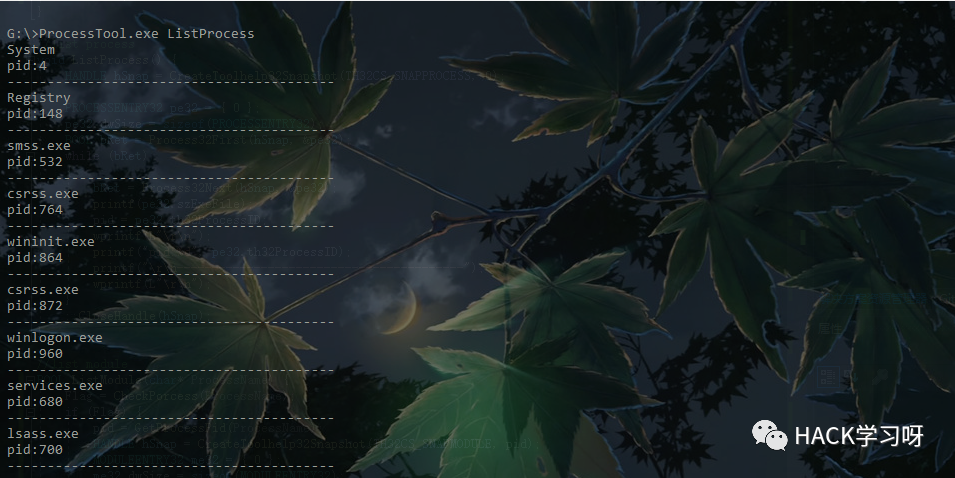 G:\>ProcessTool.exe ListProcess
System
pid:4
-----------------------------------------
Registry
pid:148
-----------------------------------------
smss.exe
pid:532
-----------------------------------------
csrss.exe
pid:764
-----------------------------------------
wininit.exe
pid:864
-----------------------------------------
csrss.exe
pid:872
-----------------------------------------
winlogon.exe
pid:960
-----------------------------------------
services.exe
pid:680
-----------------------------------------
lsass.exe
pid:700
-----------------------------------------
HACK学习呀